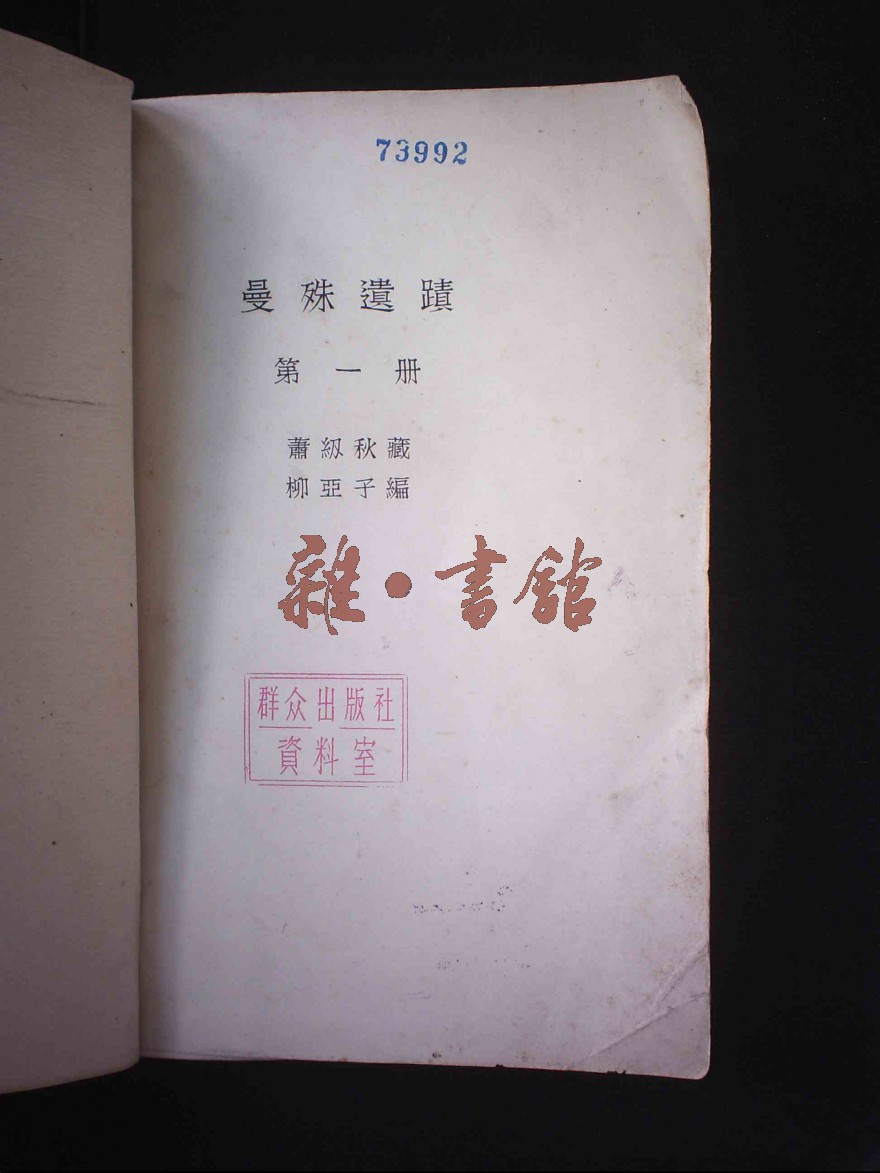 73992
曼殊遺蹟
第一册
蕭紉秋藏
柳亞子編
雜·書館
群众出版社
資料室